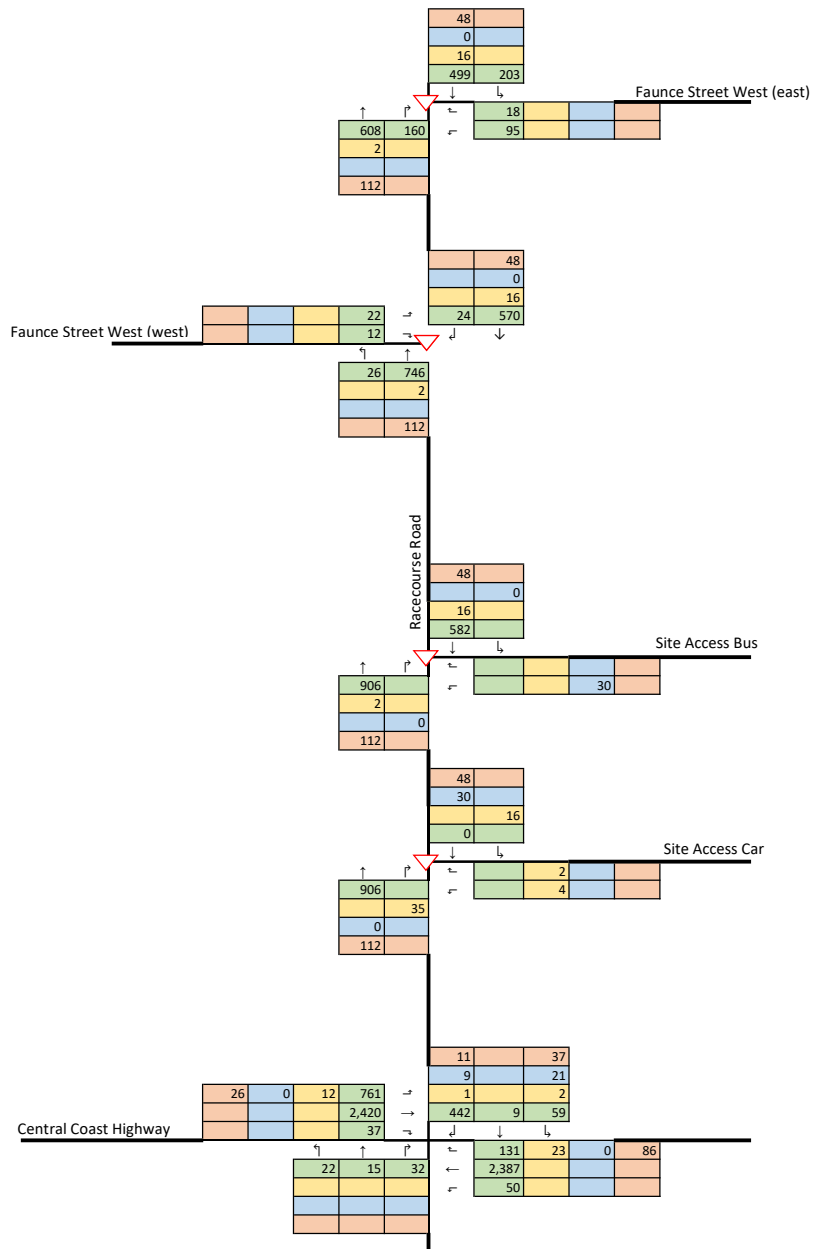 48
0
16
499 203
↓ ↳
Faunce Street West (east)
↑ ↱ 18
608 160 95
2
112
48
0
16
22 24 570
Faunce Street West (west)
12 ↲ ↓
↰ ↑
26 746
2
112
Racecourse Road
48
0
16
582
Site Access Bus
↓ ↳
↑ ↱
906 30
2
0
112
48
30
16
0
Site Access Car
↓ ↳
↑ ↱ 2
906 4
35
0
112
11 37
9 21
26 0 12 761 1 2
2,420 → 442 9 59
Central Coast Highway
37 ↲ ↓ ↳
↰ ↑ ↱ 131 23 0 86
22 15 32 ← 2,387
50